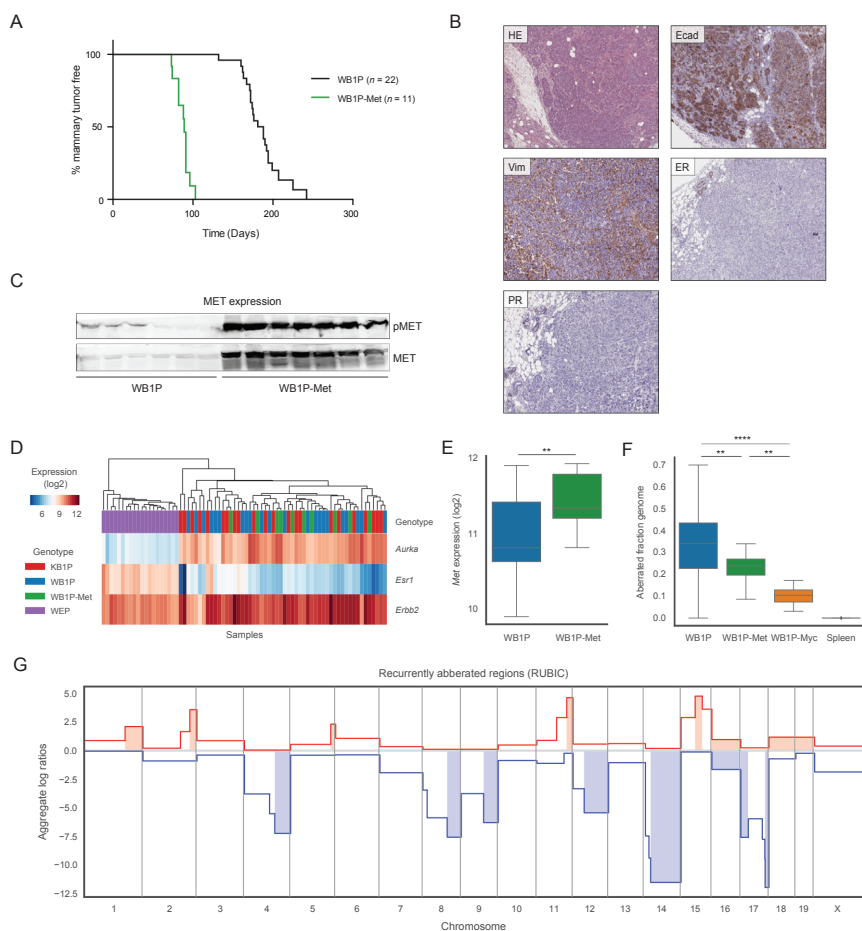 A
100
50
0
% mammary tumor free
WB1P (n = 22)
WB1P-Met (n = 11)
0 100 200 300
Time (Days)
B
HE
Ecad
Vim
ER
PR
C
MET expression
pMET
MET
WB1P WB1P-Met
D
Expression
(log2)
6 9 12
Genotype
KB1P
WB1P
WB1P-Met
WEP
Genotype
Aurka
Esr1
Erbb2
Samples
E
**
12
11
10
Met expression (log2)
WB1P WB1P-Met
F
****
** **
0.7
0.6
0.5
0.4
0.3
0.2
0.1
0.0
Aberrated fraction genome
WB1P WB1P-Met WB1P-Myc Spleen
G
Recurrently abberated regions (RUBIC)
5.0
2.5
0.0
−2.5
−5.0
−7.5
−10.0
−12.5
Aggregate log ratios
1 2 3 4 5 6 7 8 9 10 11 12 13 14 15 16 17 18 19 X
Chromosome